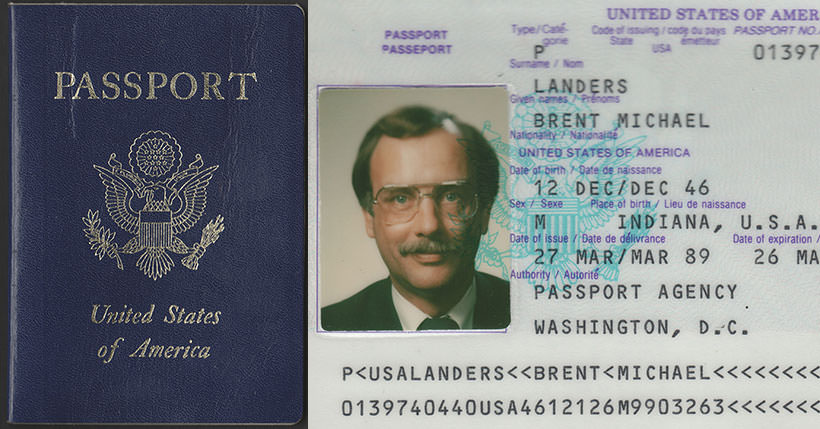 PASSPORT
United States
of America
UNITED STATES OF AMER
PASSPORT
PASSEPORT
Type/Caté-
gorie
Code of issuing / code du pays
State USA émetteur
PASSPORT NO.
P
01397
Surname / Nom
LANDERS
Given names / Prénoms
BRENT MICHAEL
Nationality / Nationalité
UNITED STATES OF AMERICA
Date of birth / Date de naissance
12 DEC/DEC 46
Sex / Sexe Place of birth / Lieu de naissance
M INDIANA, U.S.A.
Date of issue / Date de délivrance Date of expiration /
27 MAR/MAR 89 26 MA
Authority / Autorité
PASSPORT AGENCY
WASHINGTON, D.C.
P<USALANDERS<<BRENT<MICHAEL<<<<<<<<<
0139740440USA4612126M9903263<<<<<<<